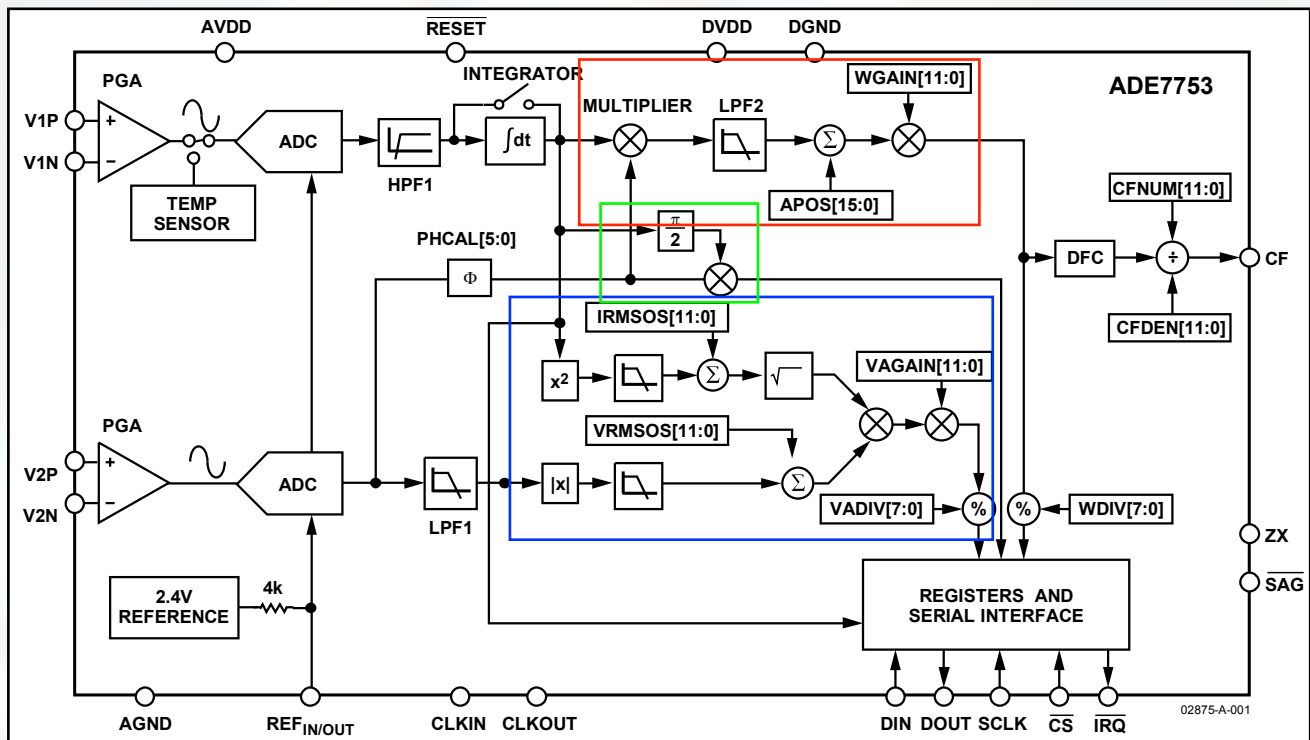 AVDD
RESET
DVDD
DGND
PGA
INTEGRATOR
WGAIN[11:0]
ADE7753
MULTIPLIER
LPF2
V1P
+
ADC
∫dt
Σ
V1N
−
HPF1
CFNUM[11:0]
TEMP
SENSOR
APOS[15:0]
π
2
PHCAL[5:0]
DFC
÷
CF
Φ
CFDEN[11:0]
IRMSOS[11:0]
x2
Σ
√
VAGAIN[11:0]
PGA
VRMSOS[11:0]
V2P
+
ADC
|x|
Σ
V2N
−
LPF1
VADIV[7:0]
%
%
WDIV[7:0]
ZX
2.4V
REFERENCE
4k
REGISTERS AND
SERIAL INTERFACE
SAG
AGND
REFIN/OUT
CLKIN
CLKOUT
DIN
DOUT
SCLK
CS
IRQ
02875-A-001